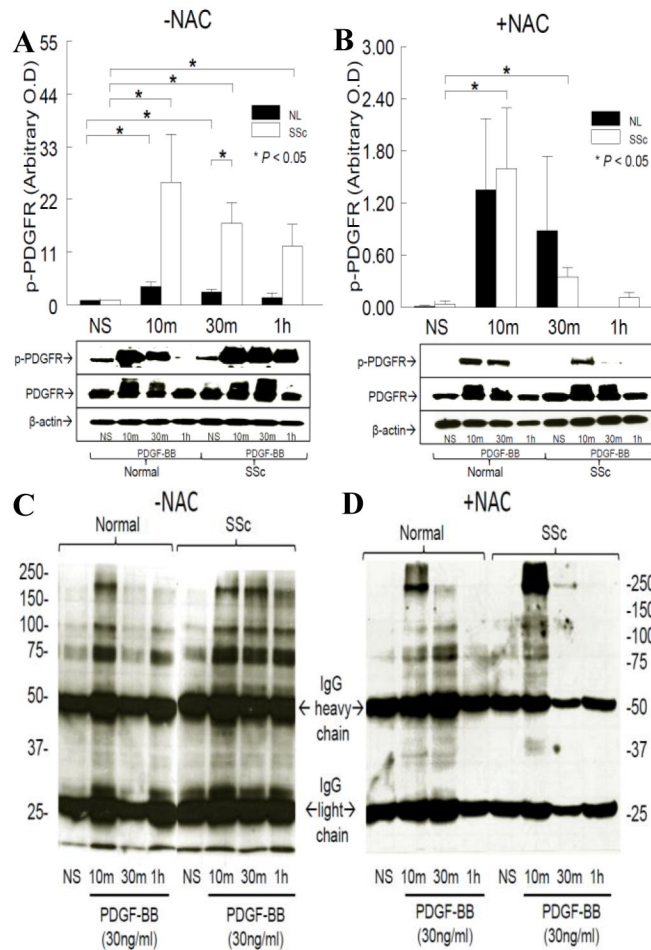 A
-NAC
p-PDGFR (Arbitrary O.D)
55
44
33
22
11
0
* * * * * *
NL
SSc
* P < 0.05
NS 10m 30m 1h
p-PDGFR→
PDGFR→
β-actin→
NS 10m 30m 1h NS 10m 30m 1h
PDGF-BB PDGF-BB
Normal SSc
B
+NAC
p-PDGFR (Arbitrary O.D)
3.00
2.40
1.80
1.20
0.60
0.00
* *
NL
SSc
* P < 0.05
NS 10m 30m 1h
p-PDGFR→
PDGFR→
β-actin→
NS 10m 30m 1h NS 10m 30m 1h
PDGF-BB PDGF-BB
Normal SSc
C
-NAC
Normal SSc
250-
100-
75-
50-
37-
25-
IgG
←heavy→
chain
IgG
←light→
chain
NS 10m 30m 1h NS 10m 30m 1h
PDGF-BB PDGF-BB
(30ng/ml) (30ng/ml)
D
+NAC
Normal SSc
-250
-150
-100
-75
-50
-37
-25
NS 10m 30m 1h NS 10m 30m 1h
PDGF-BB PDGF-BB
(30ng/ml) (30ng/ml)
150-